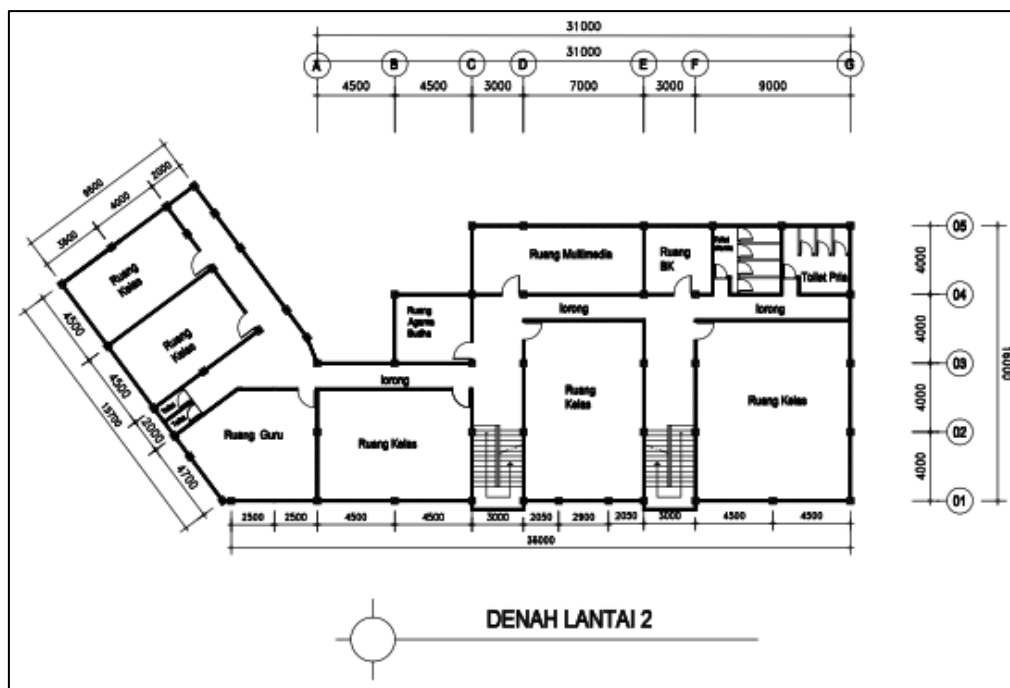 31000
31000
A B C D E F G
4500 4500 3000 7000 3000 9000
9600
3600 4000 2000
05
Ruang Multimedia
Ruang
BK
Toilet Pria
4000
Ruang
Kelas
04
4500
Ruang
Agama
Budha
lorong
lorong
4000
16000
Ruang
Kelas
03
4500
lorong
Ruang
Kelas
Ruang Kelas
4000
15700
2000
Toilet
Ruang Guru
Ruang Kelas
02
4700
4000
01
2500 2500 4500 4500 3000 2050 2900 2050 3000 4500 4500
36000
DENAH LANTAI 2